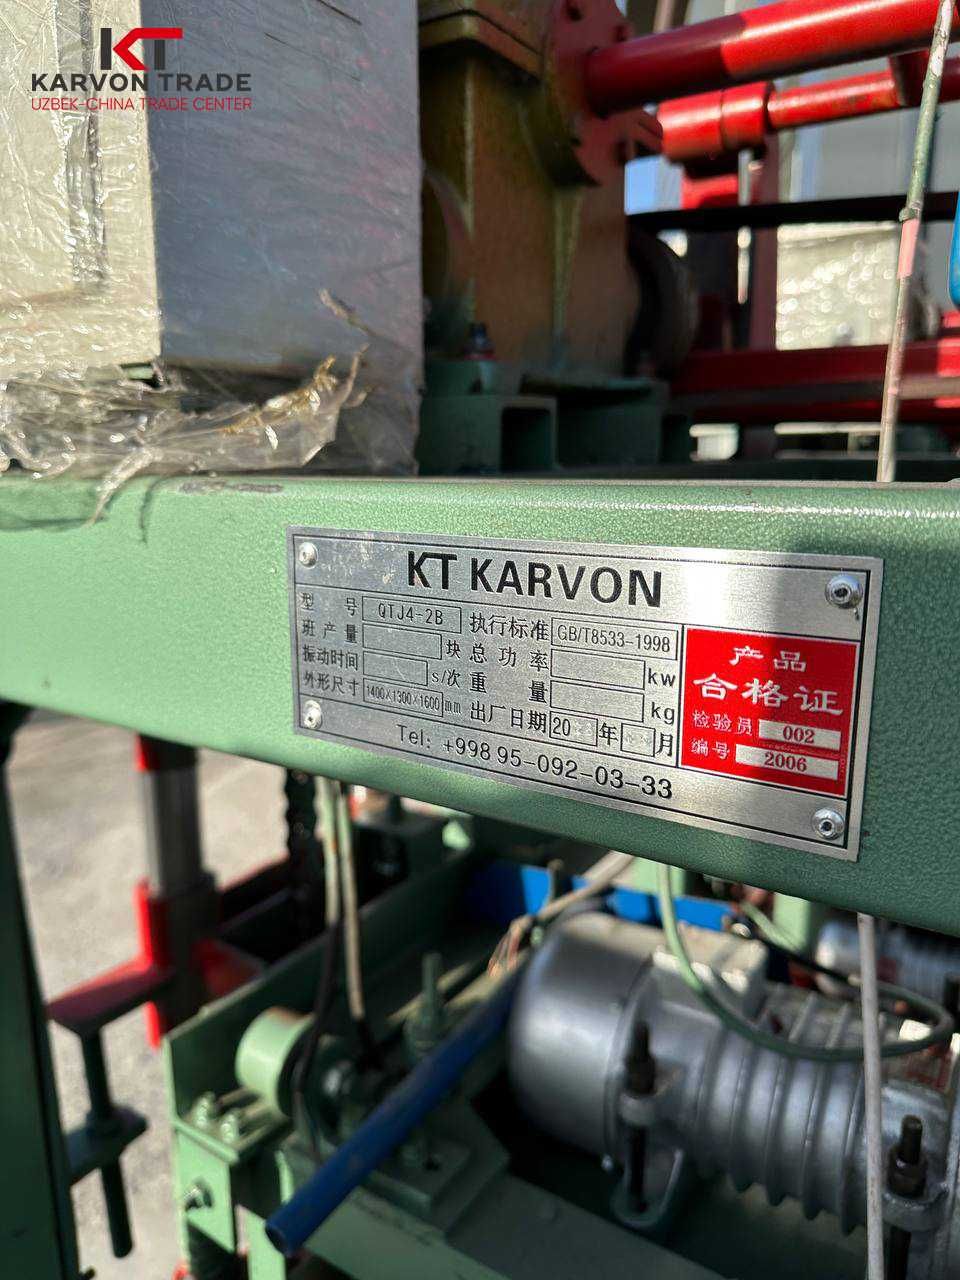 KT
KARVON TRADE
UZBEK-CHINA TRADE CENTER
KT KARVON
型 号 QTJ4-2B 执行标准 GB/T8533-1998
班产量 块 总功率 kw
振动时间 s/次 重量 kg
外形尺寸 1400X1300X1600 mm 出厂日期 20 年 月
Tel: +998 95-092-03-33
产品
合格证
检验员 002
编号 2006